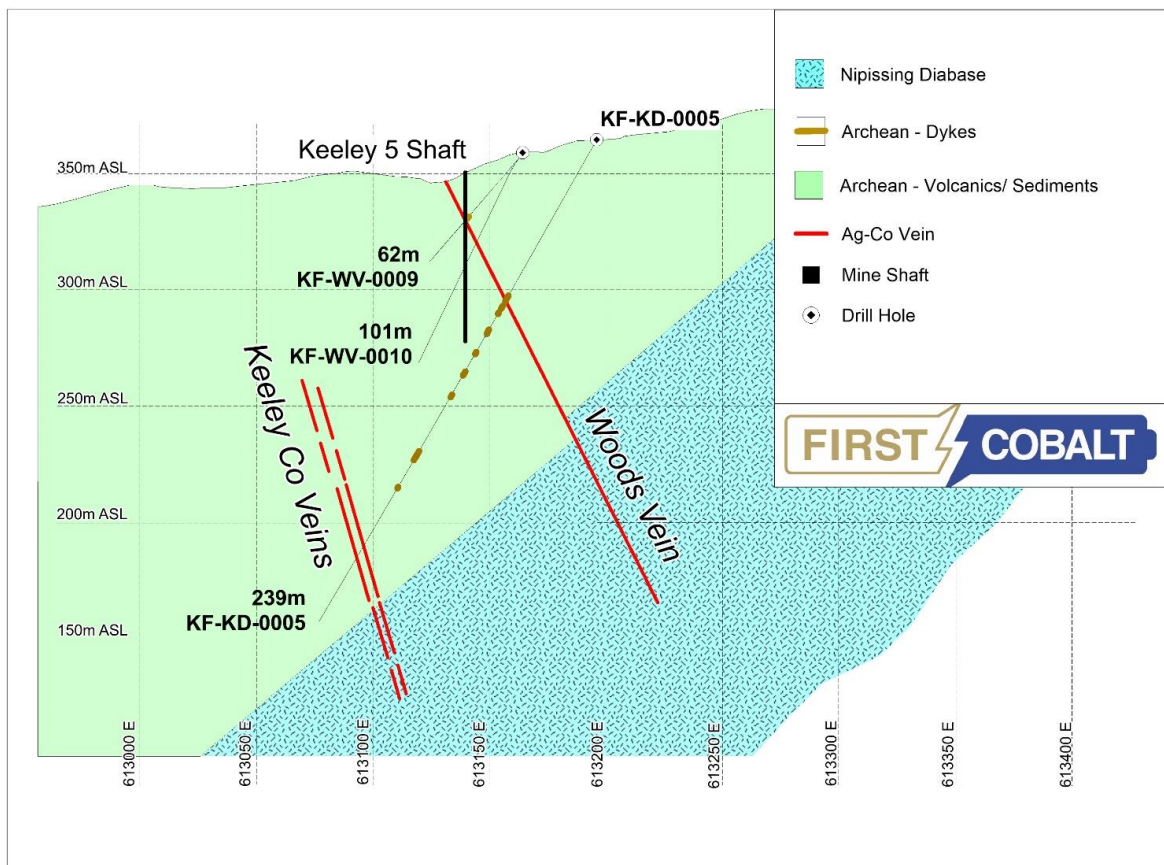 KF-KD-0005
Keeley 5 Shaft
350m ASL
62m
KF-WV-0009
300m ASL
101m
KF-WV-0010
Keeley Co Veins
250m ASL
Woods Vein
200m ASL
239m
KF-KD-0005
150m ASL
613000 E
613050 E
613100 E
613150 E
613200 E
613250 E
613300 E
613350 E
613400 E
Nipissing Diabase
Archean - Dykes
Archean - Volcanics/ Sediments
Ag-Co Vein
Mine Shaft
Drill Hole
FIRST COBALT